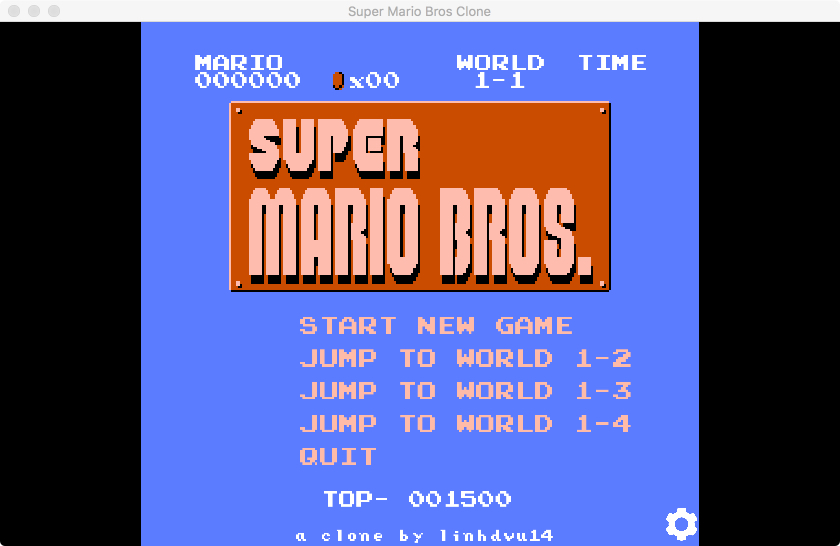 Super Mario Bros Clone
MARIO WORLD TIME
000000 x00 1-1
SUPER
MARIO BROS.
START NEW GAME
JUMP TO WORLD 1-2
JUMP TO WORLD 1-3
JUMP TO WORLD 1-4
QUIT
TOP- 001500
a clone by linhdvu14